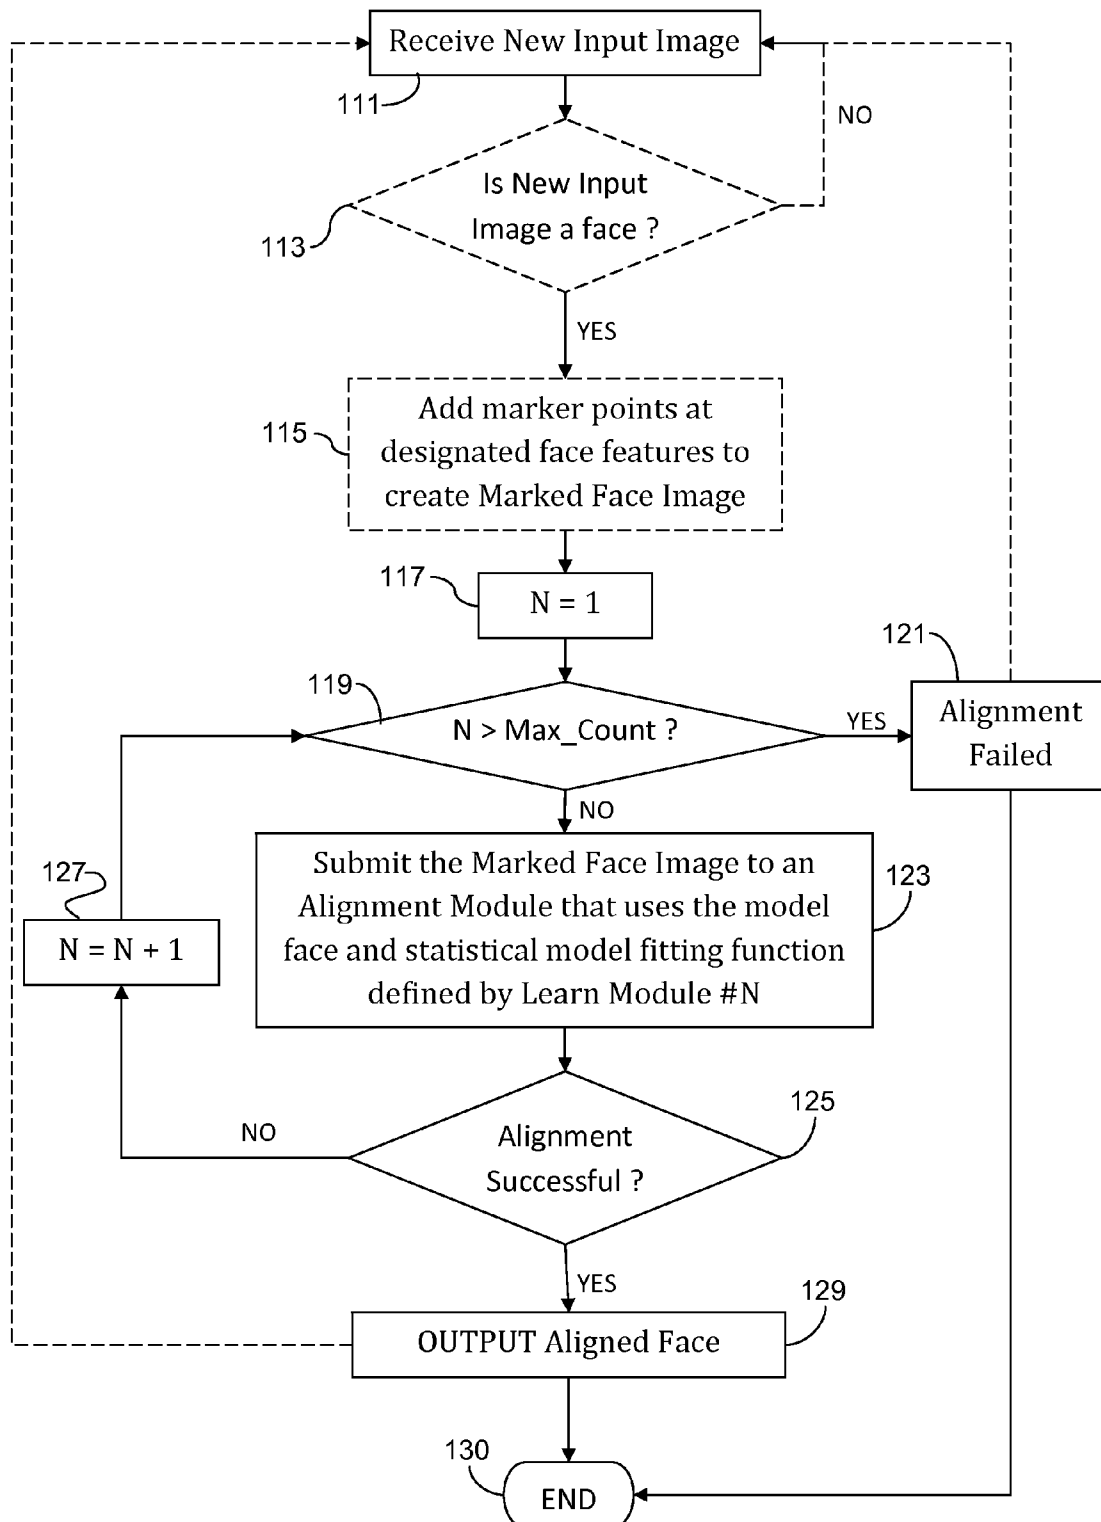 Receive New Input Image
111
NO
Is New Input
Image a face ?
113
YES
Add marker points at
designated face features to
create Marked Face Image
115
117
N = 1
121
119
N > Max_Count ?
YES
Alignment
Failed
NO
127
N = N + 1
Submit the Marked Face Image to an
Alignment Module that uses the model
face and statistical model fitting function
defined by Learn Module #N
123
NO
Alignment
Successful ?
125
YES
129
OUTPUT Aligned Face
130
END